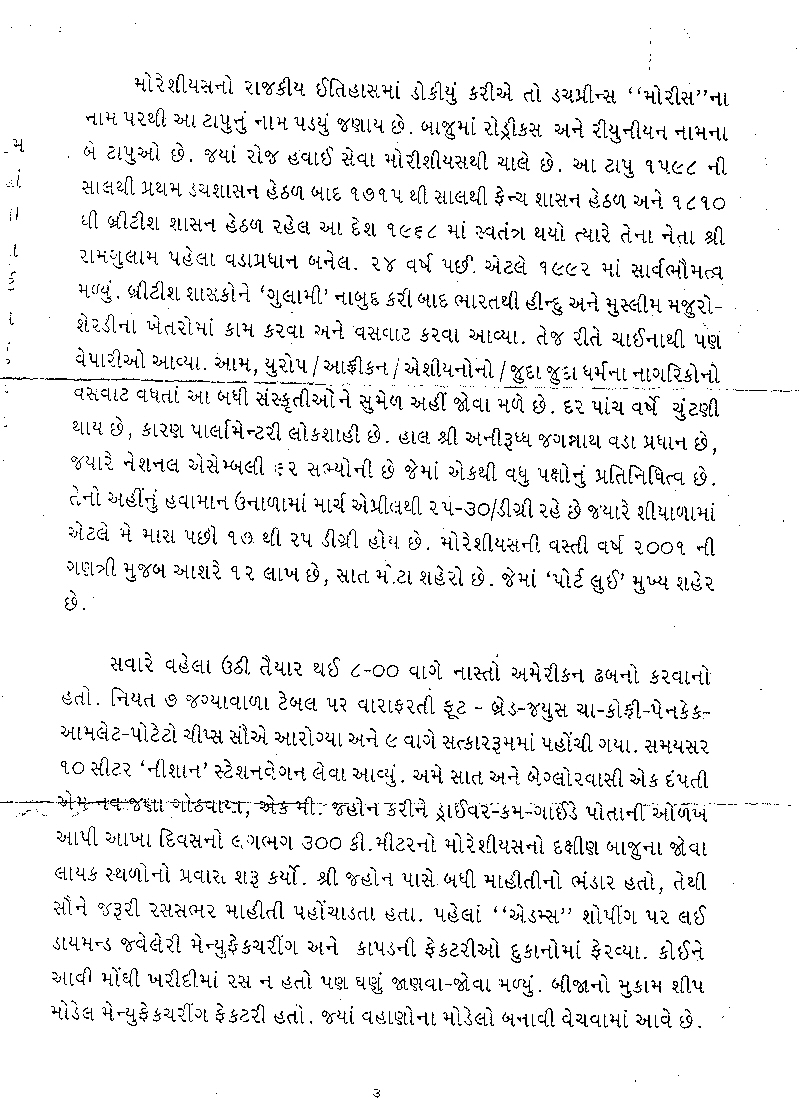 મોરેશીયસનો રાજકીય ઈતિહાસમાં ડોકીયું કરીએ તો ડચપ્રીન્સ ‘‘મોરીસ’’ના
નામ પરથી આ ટાપુનું નામ પડયું જણાય છે. બાજુમાં રોડ્રીકસ અને રીયુનીયન નામના
બે ટાપુઓ છે. જયાં રોજ હવાઈ સેવા મોરીશીયસથી ચાલે છે. આ ટાપુ ૧૫૯૮ ની
સાલથી પ્રથમ ડચશાસન હેઠળ બાદ ૧૭૧૫ થી સાલથી ફ્રેન્ચ શાસન હેઠળ અને ૧૮૧૦
થી બ્રીટીશ શાસન હેઠળ રહેલ આ દેશ ૧૯૬૮ માં સ્વતંત્ર થયો ત્યારે તેના નેતા શ્રી
રામગુલામ પહેલા વડાપ્રધાન બનેલ. ૨૪ વર્ષ પછી એટલે ૧૯૯૨ માં સાર્વભૌમત્વ
મળ્યું. બ્રીટીશ શાસકોને ‘ગુલામી’ નાબુદ કરી બાદ ભારતથી હીન્દુ અને મુસ્લીમ મજુરો-
શેરડીના ખેતરોમાં કામ કરવા અને વસવાટ કરવા આવ્યા. તેજ રીતે ચાઈનાથી પણ
વેપારીઓ આવ્યા. આમ, યુરોપ/આફ્રીકન/એશીયનોનો/જુદા જુદા ધર્મના નાગરિકોનો
વસવાટ વધતાં આ બધી સંસ્કૃતીઓને સુમેળ અહીં જોવા મળે છે. દર પાંચ વર્ષે ચુંટણી
થાય છે, કારણ પાર્લામેન્ટરી લોકશાહી છે. હાલ શ્રી અનીરૂધ્ધ જગન્નાથ વડા પ્રધાન છે,
જયારે નેશનલ એસેમ્બલી ૬૨ સભ્યોની છે જેમાં એકથી વધુ પક્ષોનું પ્રતિનિધિત્વ છે.
તેનો અહીંનું હવામાન ઉનાળામાં માર્ચ એપ્રીલથી ૨૫-૩૦/ડીગ્રી રહે છે જયારે શીયાળામાં
એટલે મે માસ પછી ૧૭ થી ૨૫ ડીગ્રી હોય છે. મોરેશીયસની વસ્તી વર્ષ ૨૦૦૧ ની
ગણત્રી મુજબ આશરે ૧૨ લાખ છે, સાત મોટા શહેરો છે. જેમાં ‘પોર્ટ લુઈ’ મુખ્ય શહેર
છે.
સવારે વહેલા ઉઠી તૈયાર થઈ ૮-૦૦ વાગે નાસ્તો અમેરીકન ઢબનો કરવાનો
હતો. નિયત ૭ જગ્યાવાળા ટેબલ પર વારાફરતી ફ્રૂટ - બ્રેડ-જયુસ ચા-કોફી-પેનકેક-
આમલેટ-પોટેટો ચીપ્સ સૌએ આરોગ્યા અને ૯ વાગે સત્કારરૂમમાં પહોંચી ગયા. સમયસર
૧૦ સીટર ‘નીશાન’ સ્ટેશનવેગન લેવા આવ્યું. અમે સાત અને બેંગ્લોરવાસી એક દંપતી
એમ નવ જણા ગોઠવાયા, એક મી. જહોન કરીને ડ્રાઈવર-કમ-ગાઈડે પોતાની ઓળખ
આપી આખા દિવસનો લગભગ ૩૦૦ કી.મીટરનો મોરેશીયસનો દક્ષીણ બાજુના જોવા
લાયક સ્થળોનો પ્રવાસ શરૂ કર્યો. શ્રી જહોન પાસે બધી માહીતીનો ભંડાર હતો, તેથી
સૌને જરૂરી રસસભર માહીતી પહોંચાડતા હતા. પહેલાં ‘‘એડમ્સ’’ શોપીંગ પર લઈ
ડાયમન્ડ જવેલેરી મેન્યુફેકચરીંગ અને કાપડની ફેકટરીઓ દુકાનોમાં ફેરવ્યા. કોઈને
આવી મોંઘી ખરીદીમાં રસ ન હતો પણ ઘણું જાણવા-જોવા મળ્યું. બીજાનો મુકામ શીપ
મોડેલ મેન્યુફેકચરીંગ ફેકટરી હતો. જયાં વહાણોના મોડેલો બનાવી વેચવામાં આવે છે.
૩